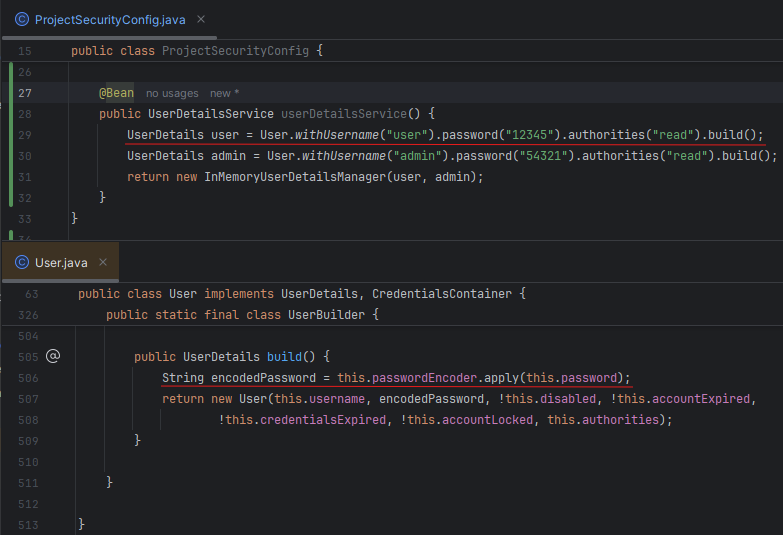 ProjectSecurityConfig.java
15 public class ProjectSecurityConfig {
26
27 @Bean no usages new *
28 public UserDetailsService userDetailsService() {
29 UserDetails user = User.withUsername("user").password("12345").authorities("read").build();
30 UserDetails admin = User.withUsername("admin").password("54321").authorities("read").build();
31 return new InMemoryUserDetailsManager(user, admin);
32 }
33 }
34
User.java
63 public class User implements UserDetails, CredentialsContainer {
326 public static final class UserBuilder {
504
505 @ public UserDetails build() {
506 String encodedPassword = this.passwordEncoder.apply(this.password);
507 return new User(this.username, encodedPassword, !this.disabled, !this.accountExpired,
508 !this.credentialsExpired, !this.accountLocked, this.authorities);
509 }
510
511 }
512
513 }